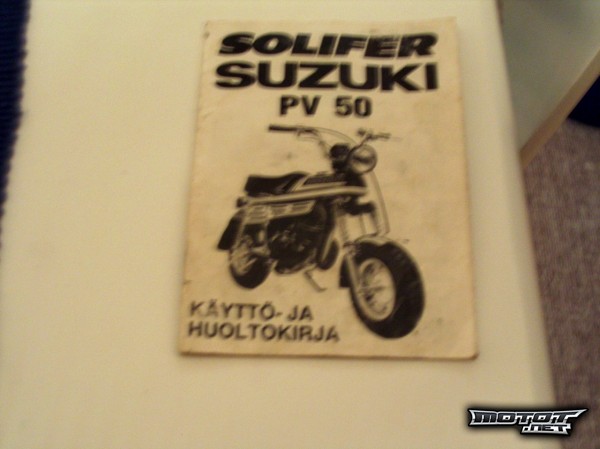 SOLIFER
SUZUKI
PV 50
KÄYTTÖ- JA
HUOLTOKIRJA
MOTOT
.NET